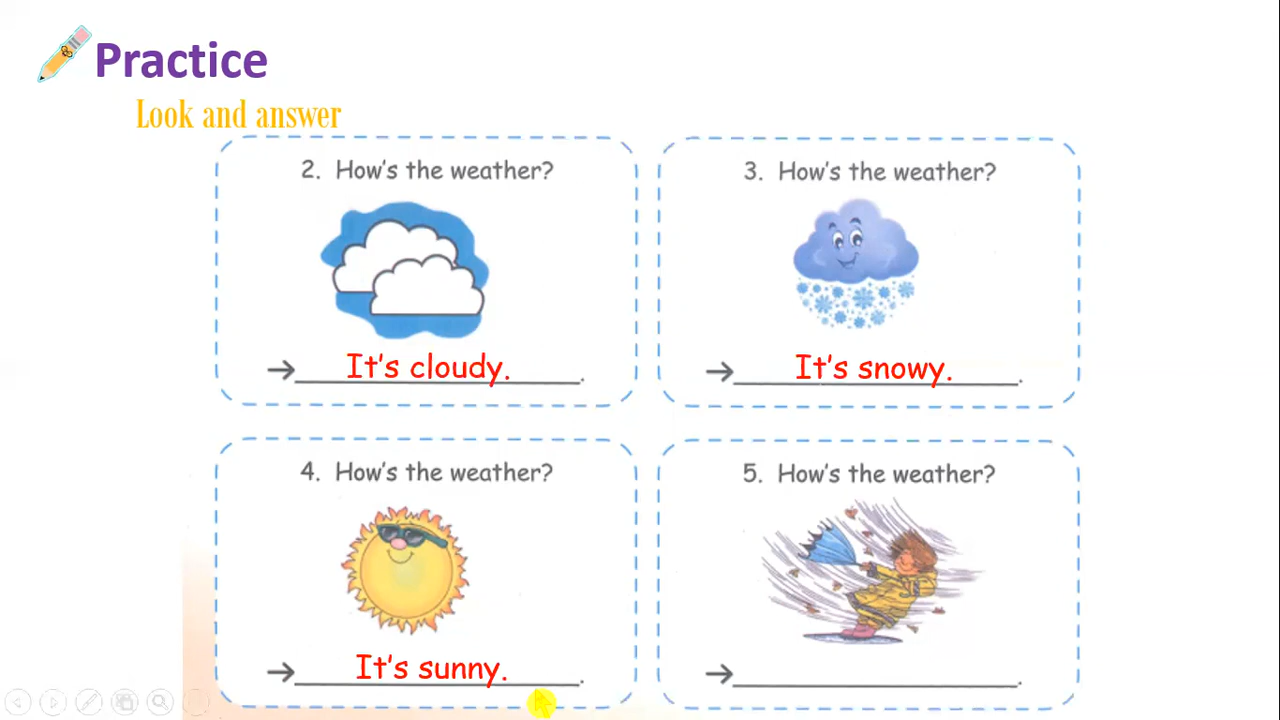 Practice
Look and answer
2. How's the weather?
It's cloudy.
3. How's the weather?
It's snowy.
4. How's the weather?
It's sunny.
5. How's the weather?